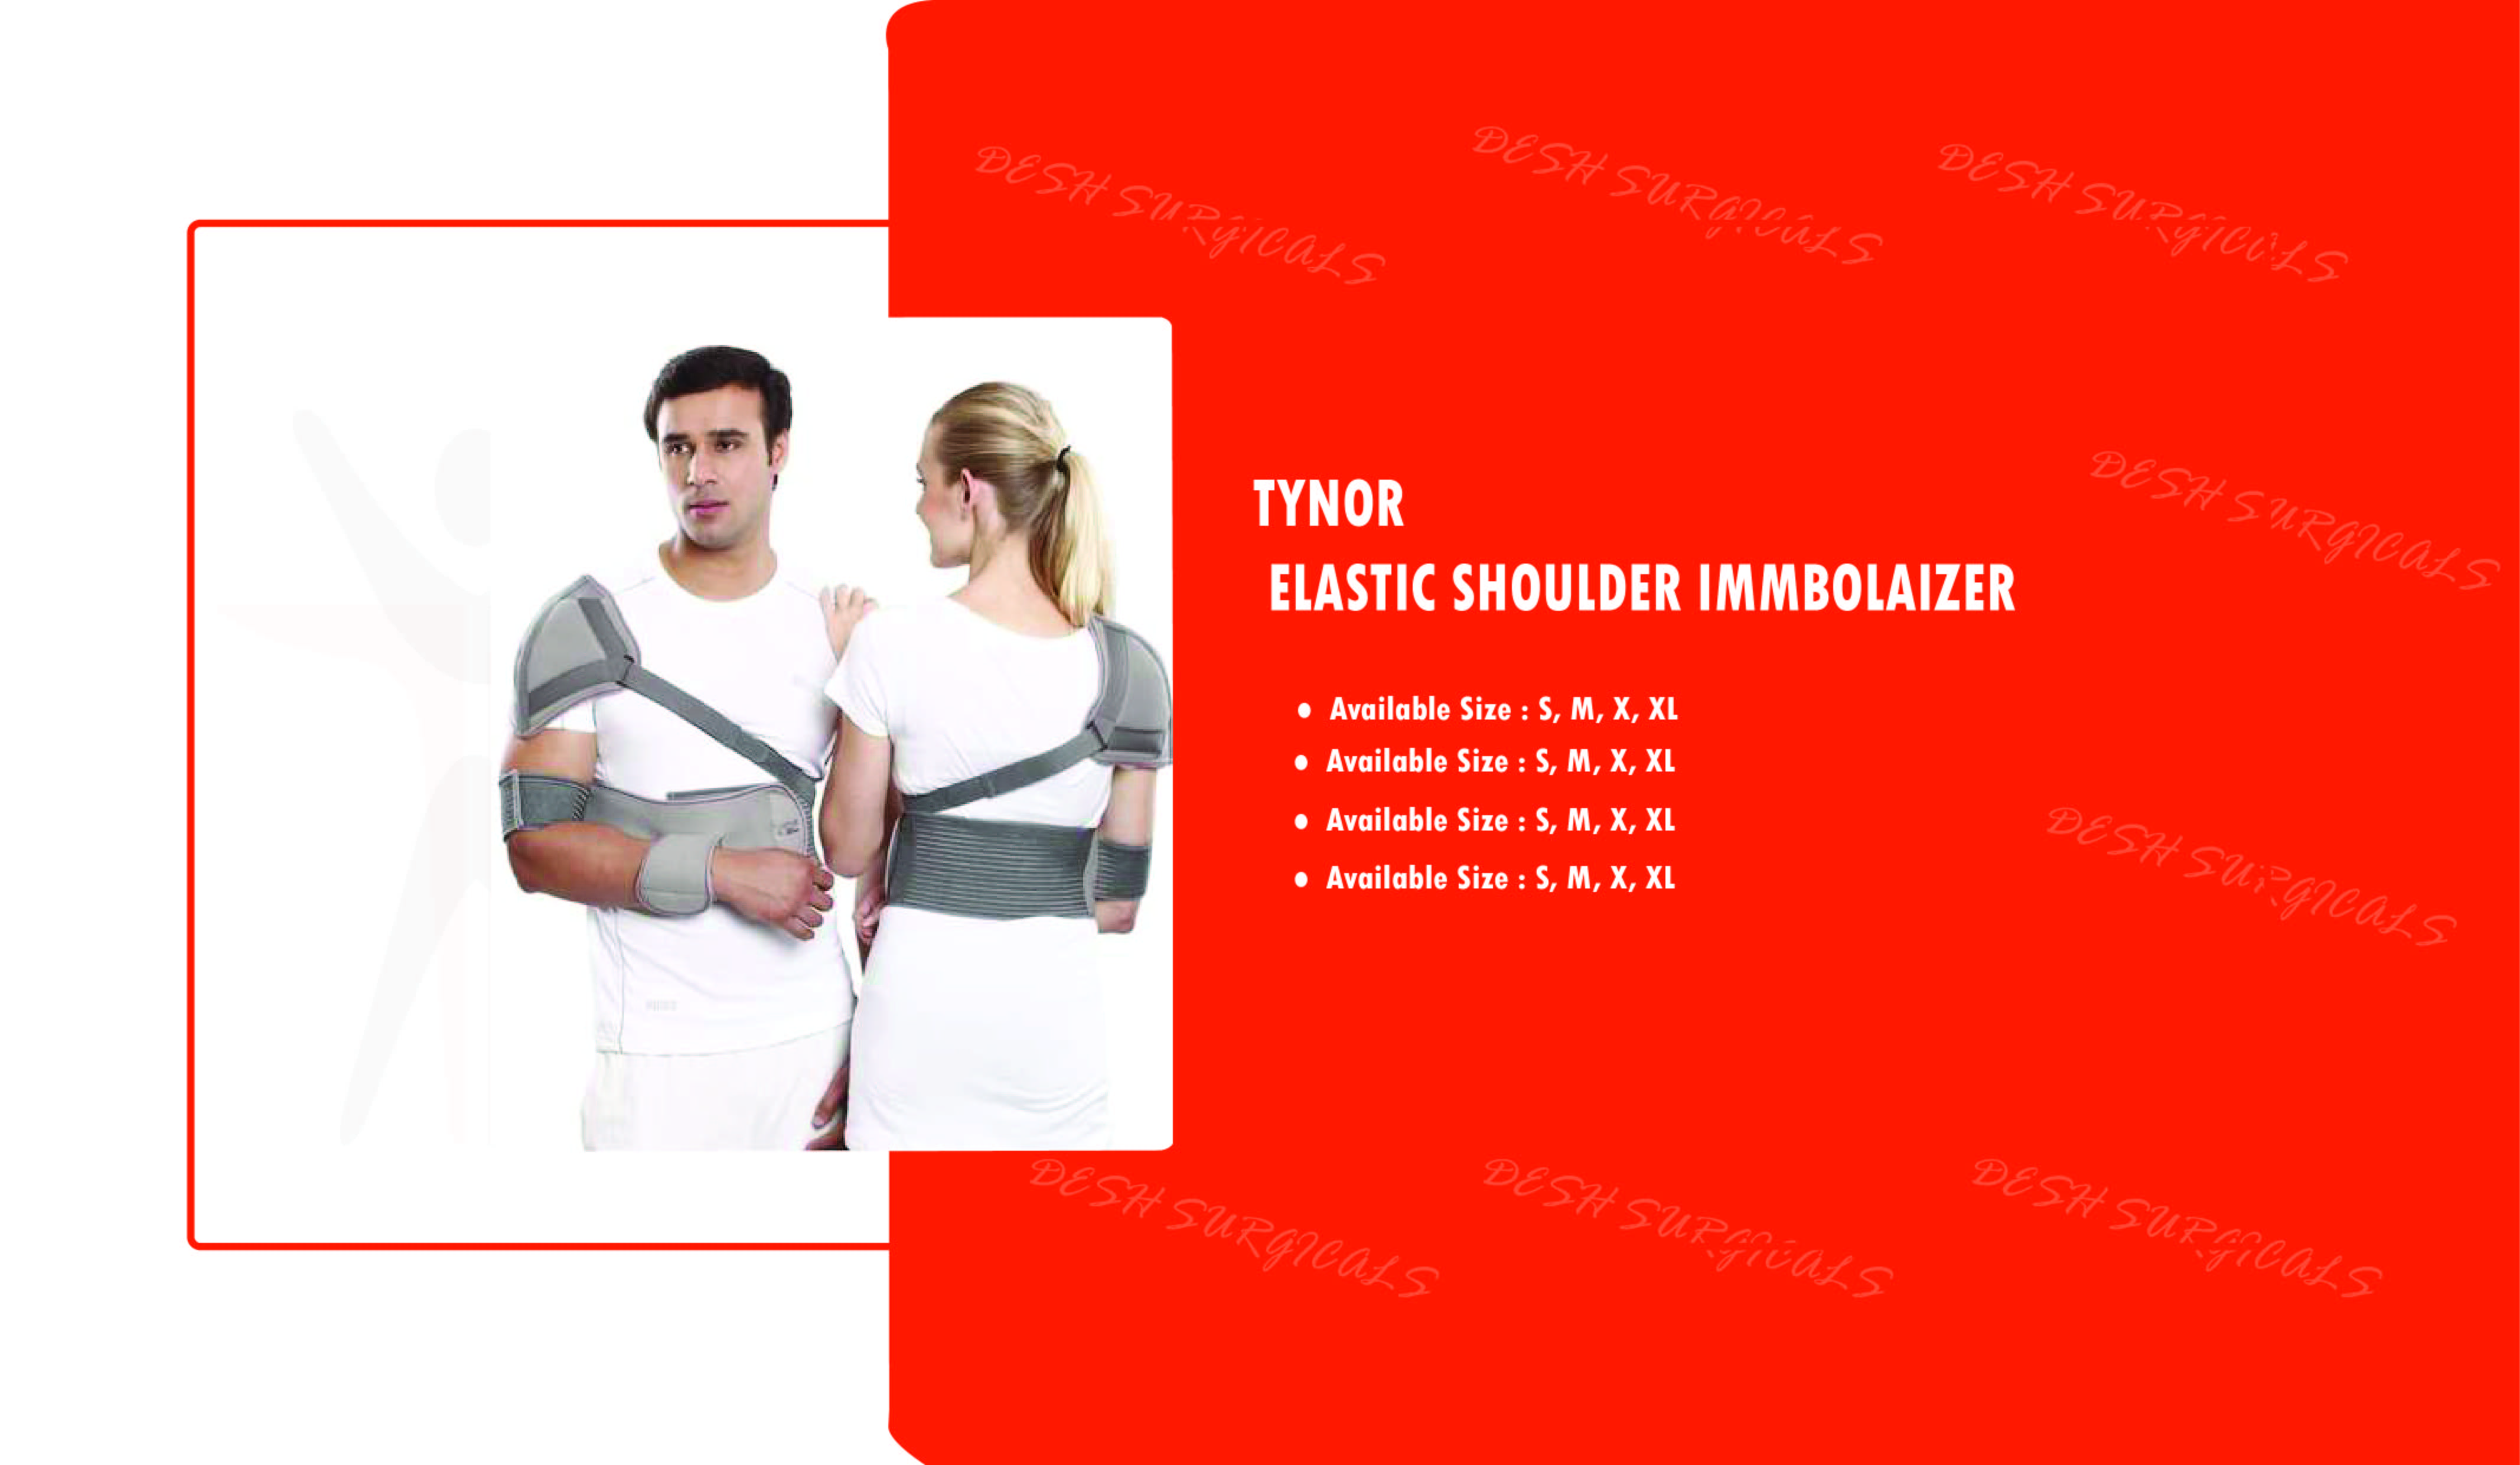 DESH SURGICALS
DESH SURGICALS
DESH SURGICALS
TYNOR
ELASTIC SHOULDER IMMBOLAIZER
DESH SURGICALS
• Available Size : S, M, X, XL
• Available Size : S, M, X, XL
• Available Size : S, M, X, XL
• Available Size : S, M, X, XL
DESH SURGICALS
DESH SURGICALS
DESH SURGICALS
DESH SURGICALS